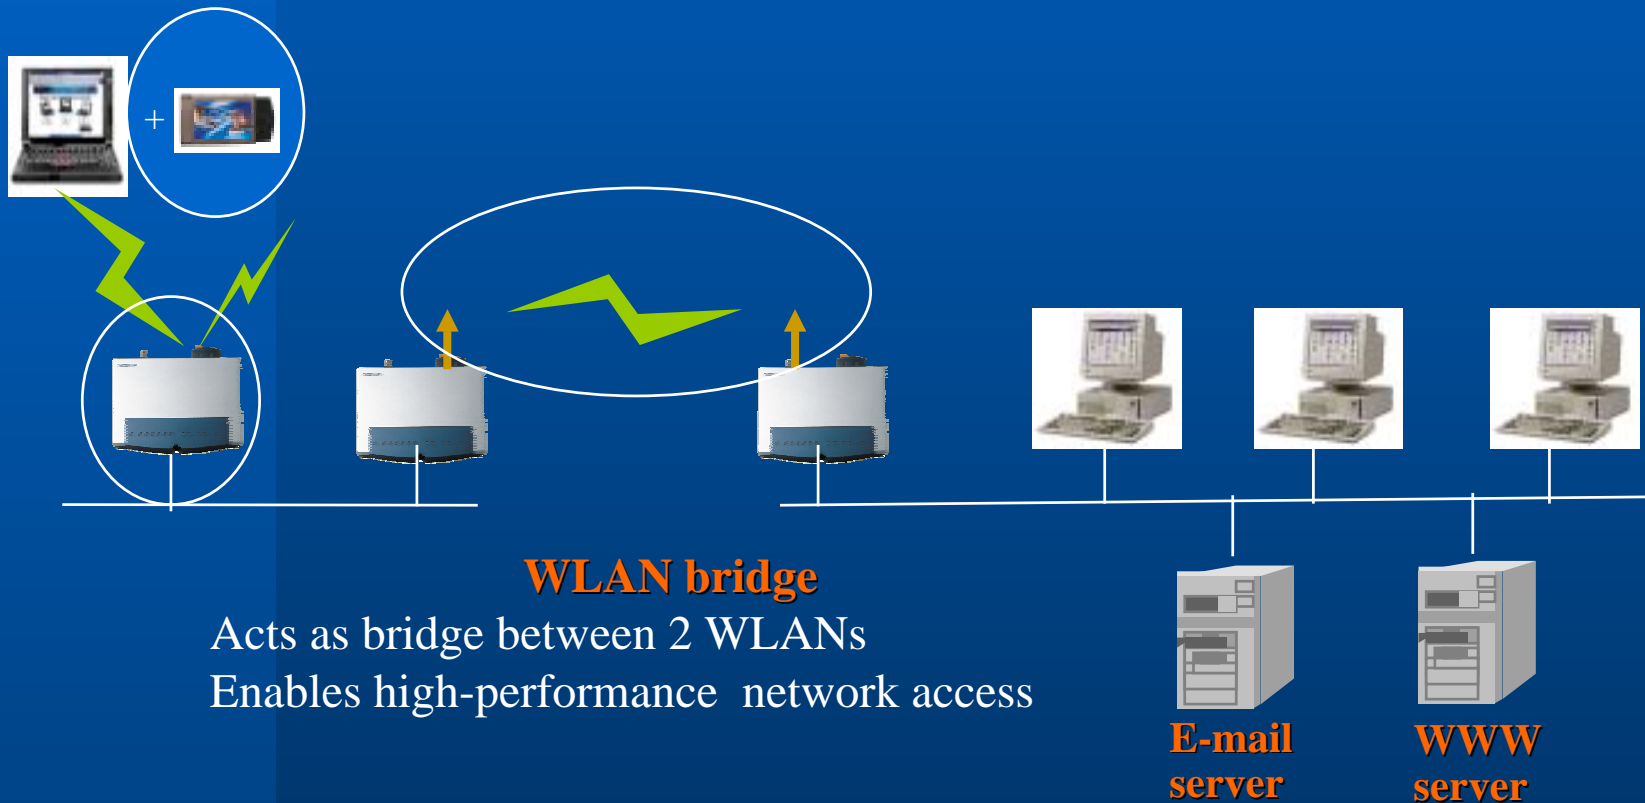 +
WLAN bridge
Acts as bridge between 2 WLANs
Enables high-performance network access
E-mail
server
WWW
server